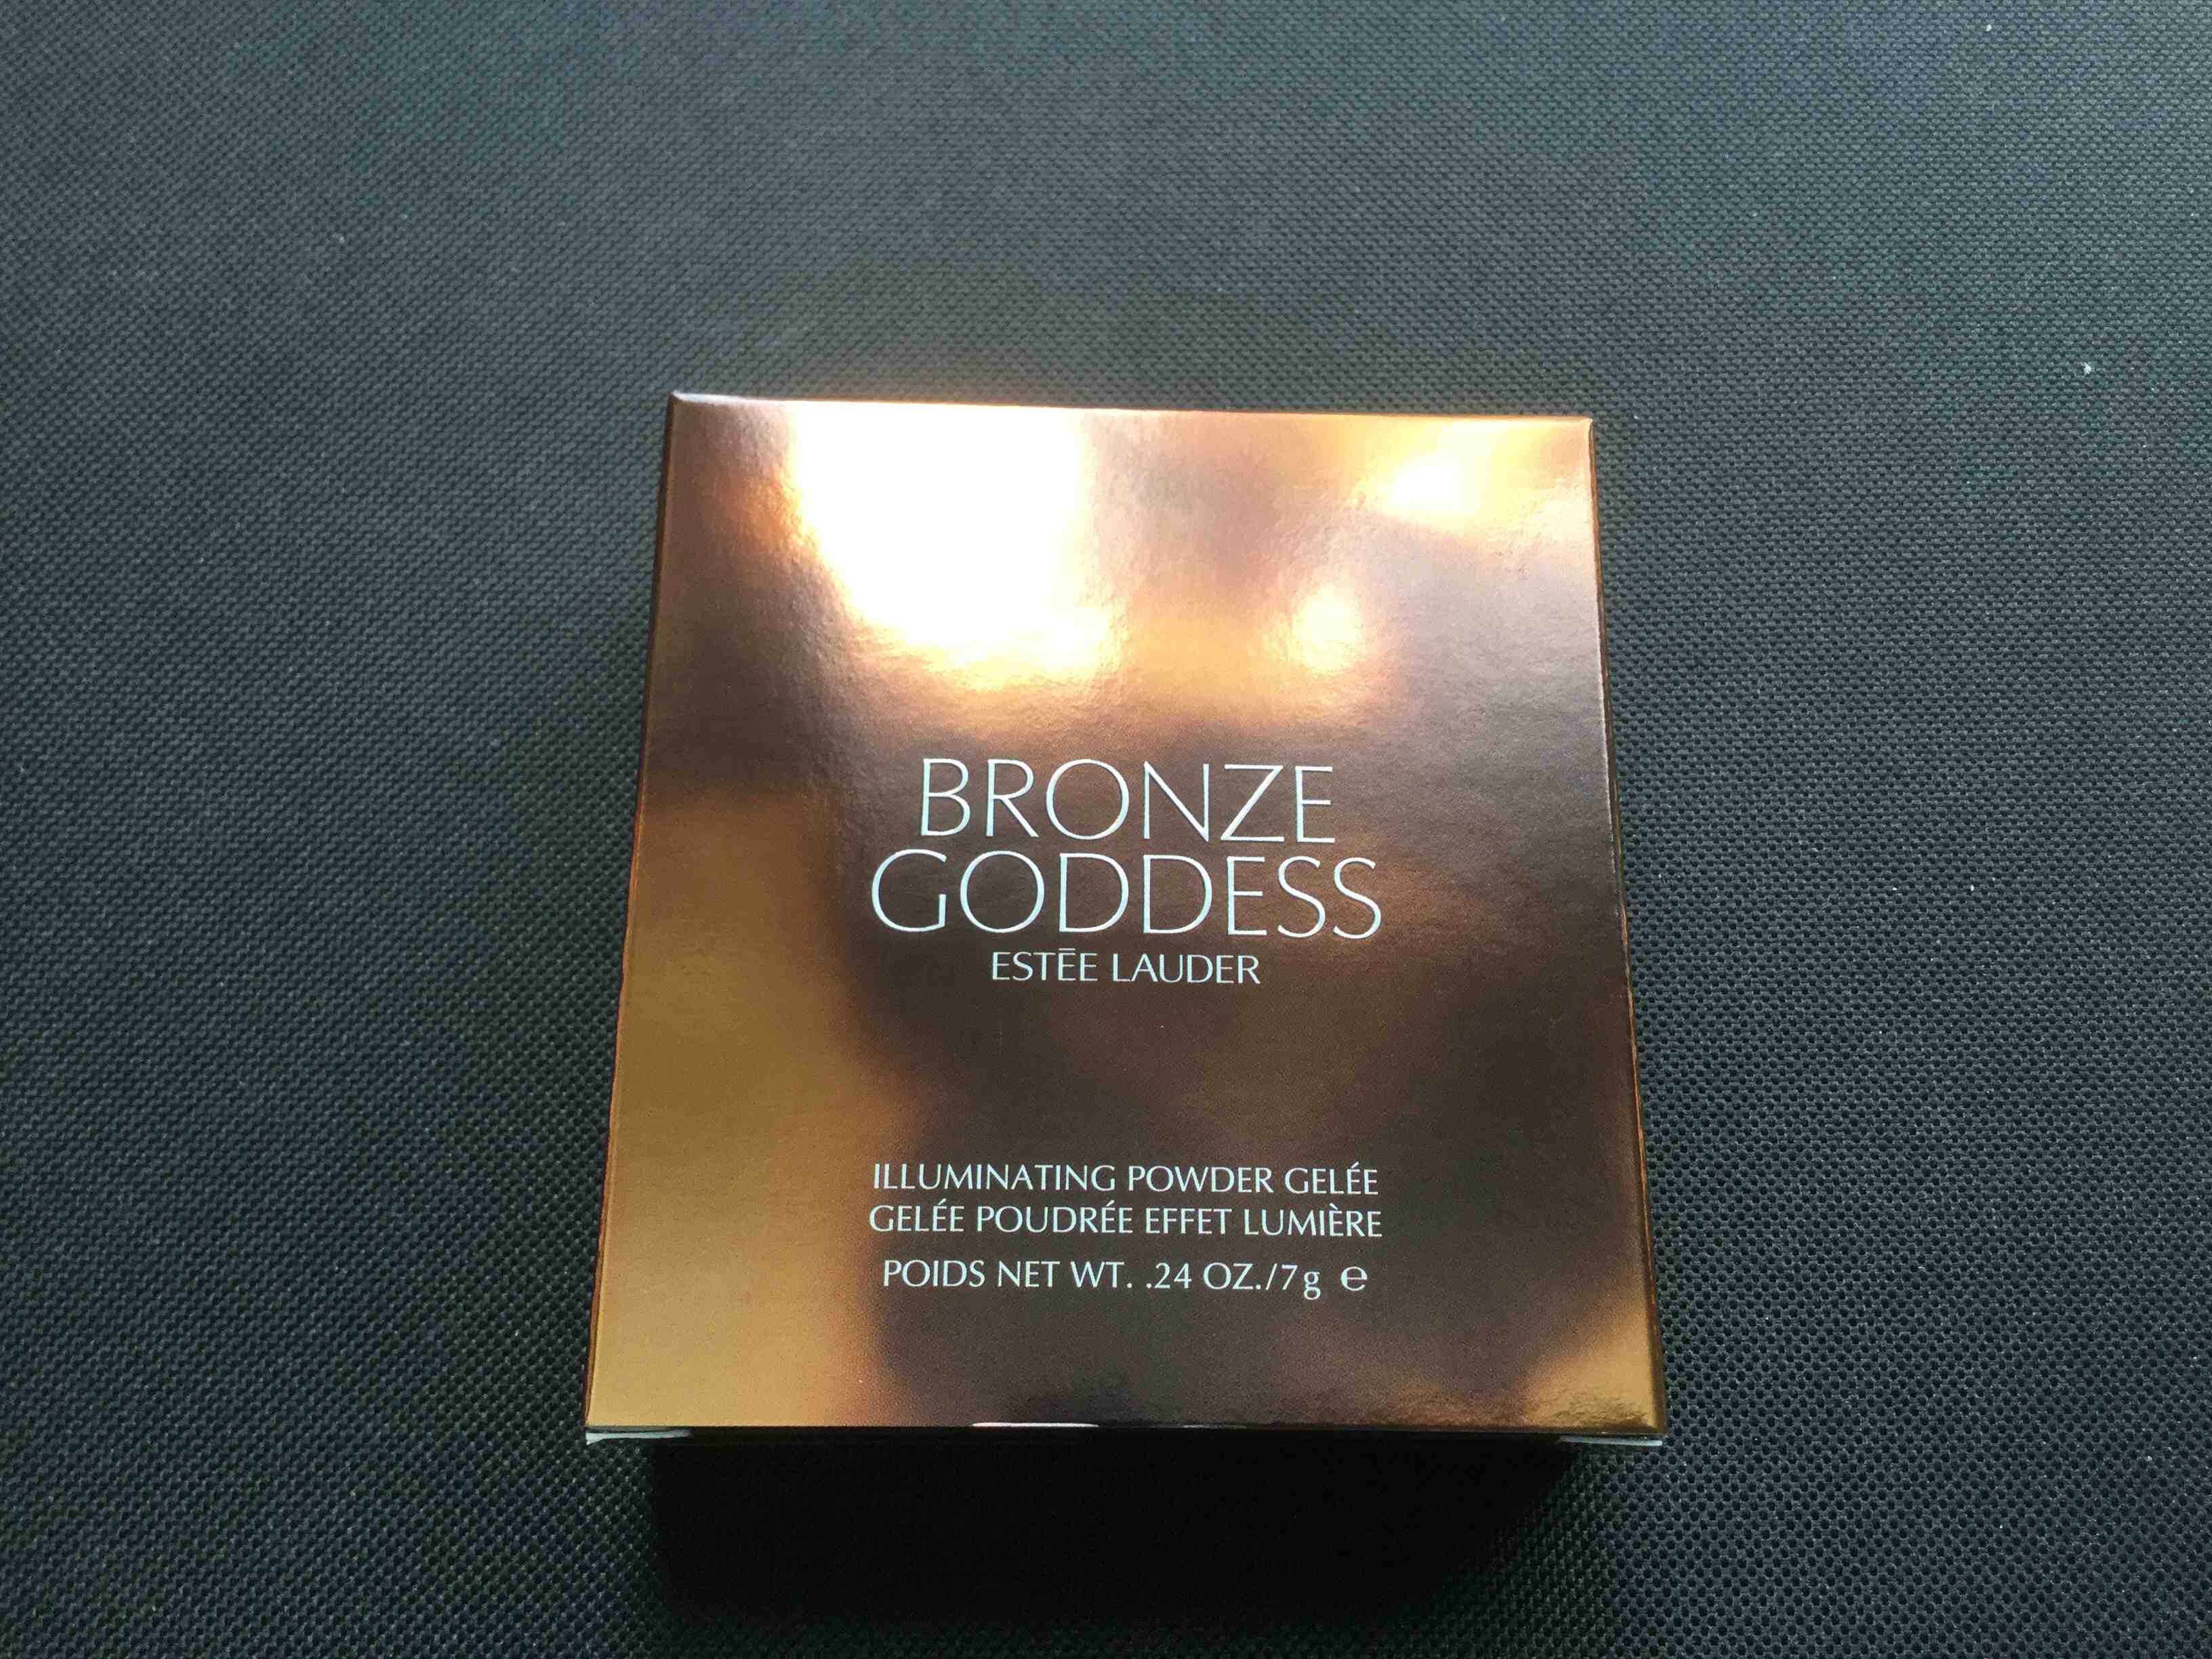 BRONZE
GODDESS
ESTĒE LAUDER
ILLUMINATING POWDER GELÉE
GELÉE POUDRÉE EFFET LUMIÈRE
POIDS NET WT. .24 OZ./7g ℮